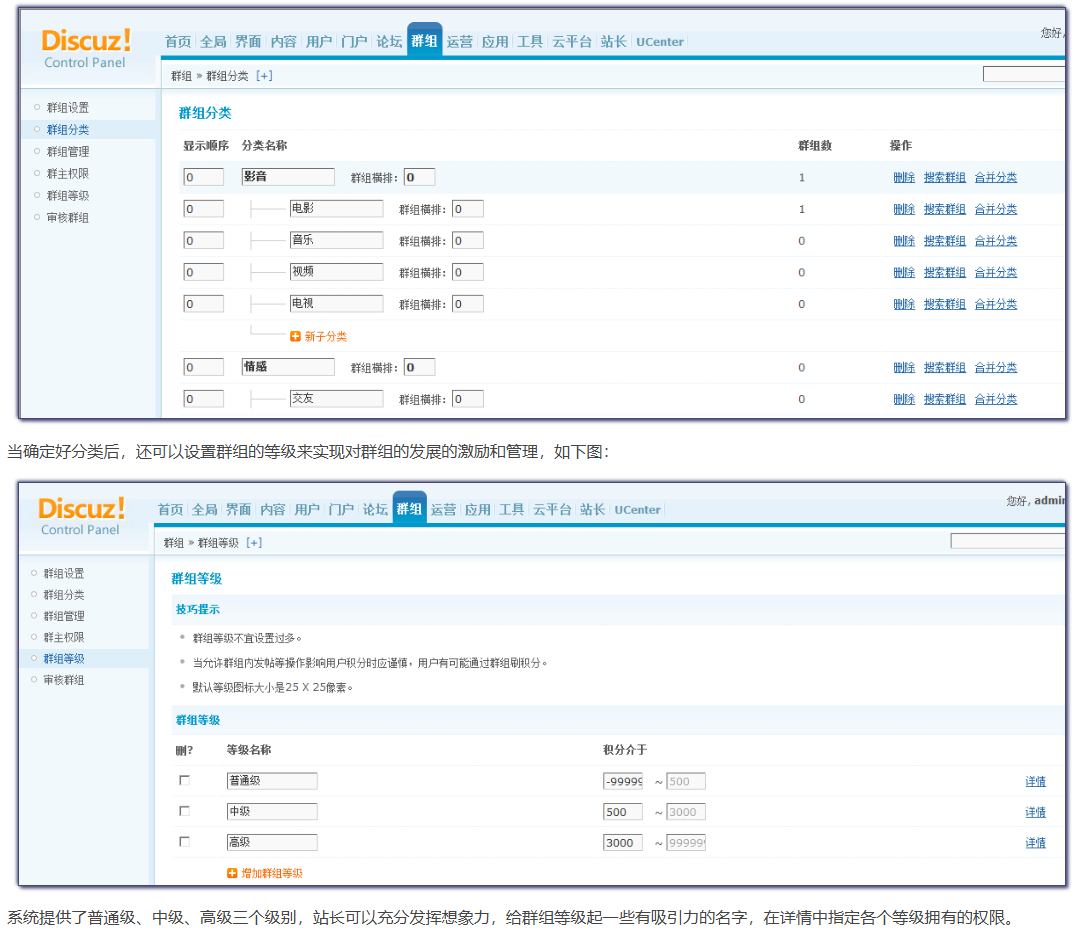 Discuz!
Control Panel
首页 全局 界面 内容 用户 门户 论坛 群组 运营 应用 工具 云平台 站长 UCenter
您好,
群组 » 群组分类 [+]
群组设置
群组分类
群组管理
群主权限
群组等级
审核群组
群组分类
显示顺序 分类名称 群组数 操作
0 影音 群组横排: 0 1 删除 搜索群组 合并分类
0 电影 群组横排: 0 1 删除 搜索群组 合并分类
0 音乐 群组横排: 0 0 删除 搜索群组 合并分类
0 视频 群组横排: 0 0 删除 搜索群组 合并分类
0 电视 群组横排: 0 0 删除 搜索群组 合并分类
新子分类
0 情感 群组横排: 0 0 删除 搜索群组 合并分类
0 交友 群组横排: 0 0 删除 搜索群组 合并分类
当确定好分类后，还可以设置群组的等级来实现对群组的发展的激励和管理，如下图：
Discuz!
Control Panel
首页 全局 界面 内容 用户 门户 论坛 群组 运营 应用 工具 云平台 站长 UCenter
您好, admin
群组 » 群组等级 [+]
群组设置
群组分类
群组管理
群主权限
群组等级
审核群组
群组等级
技巧提示
群组等级不宜设置过多。
当允许群组内发帖等操作影响用户积分时应谨慎，用户有可能通过群组刷积分。
默认等级图标大小是25 X 25像素。
群组等级
删? 等级名称 积分介于
普通级 -99999 ~ 500 详情
中级 500 ~ 3000 详情
高级 3000 ~ 99999 详情
增加群组等级
系统提供了普通级、中级、高级三个级别，站长可以充分发挥想象力，给群组等级起一些有吸引力的名字，在详情中指定各个等级拥有的权限。